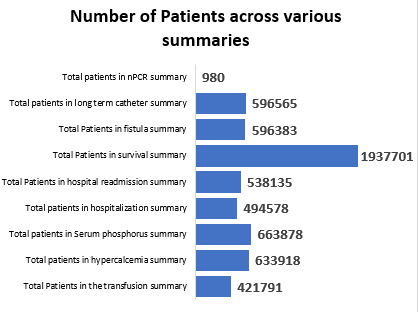 Number of Patients across various
summaries
Total patients in nPCR summary 980
Total patients in long term catheter summary 596565
Total Patients in fistula summary 596383
Total Patients in survival summary 1937701
Total Patients in hospital readmission summary 538135
Total patients in hospitalization summary 494578
Total patients in Serum phosphorus summary 663878
Total patients in hypercalcemia summary 633918
Total Patients in the transfusion summary 421791